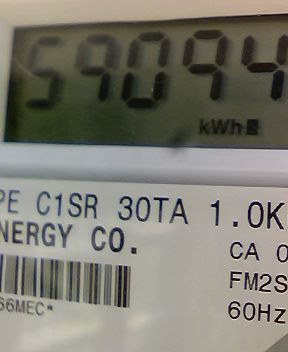 59094
kWh
PE C1SR 30TA 1.0K
NERGY CO.
CA 0
FM2S
66MEC*
60Hz